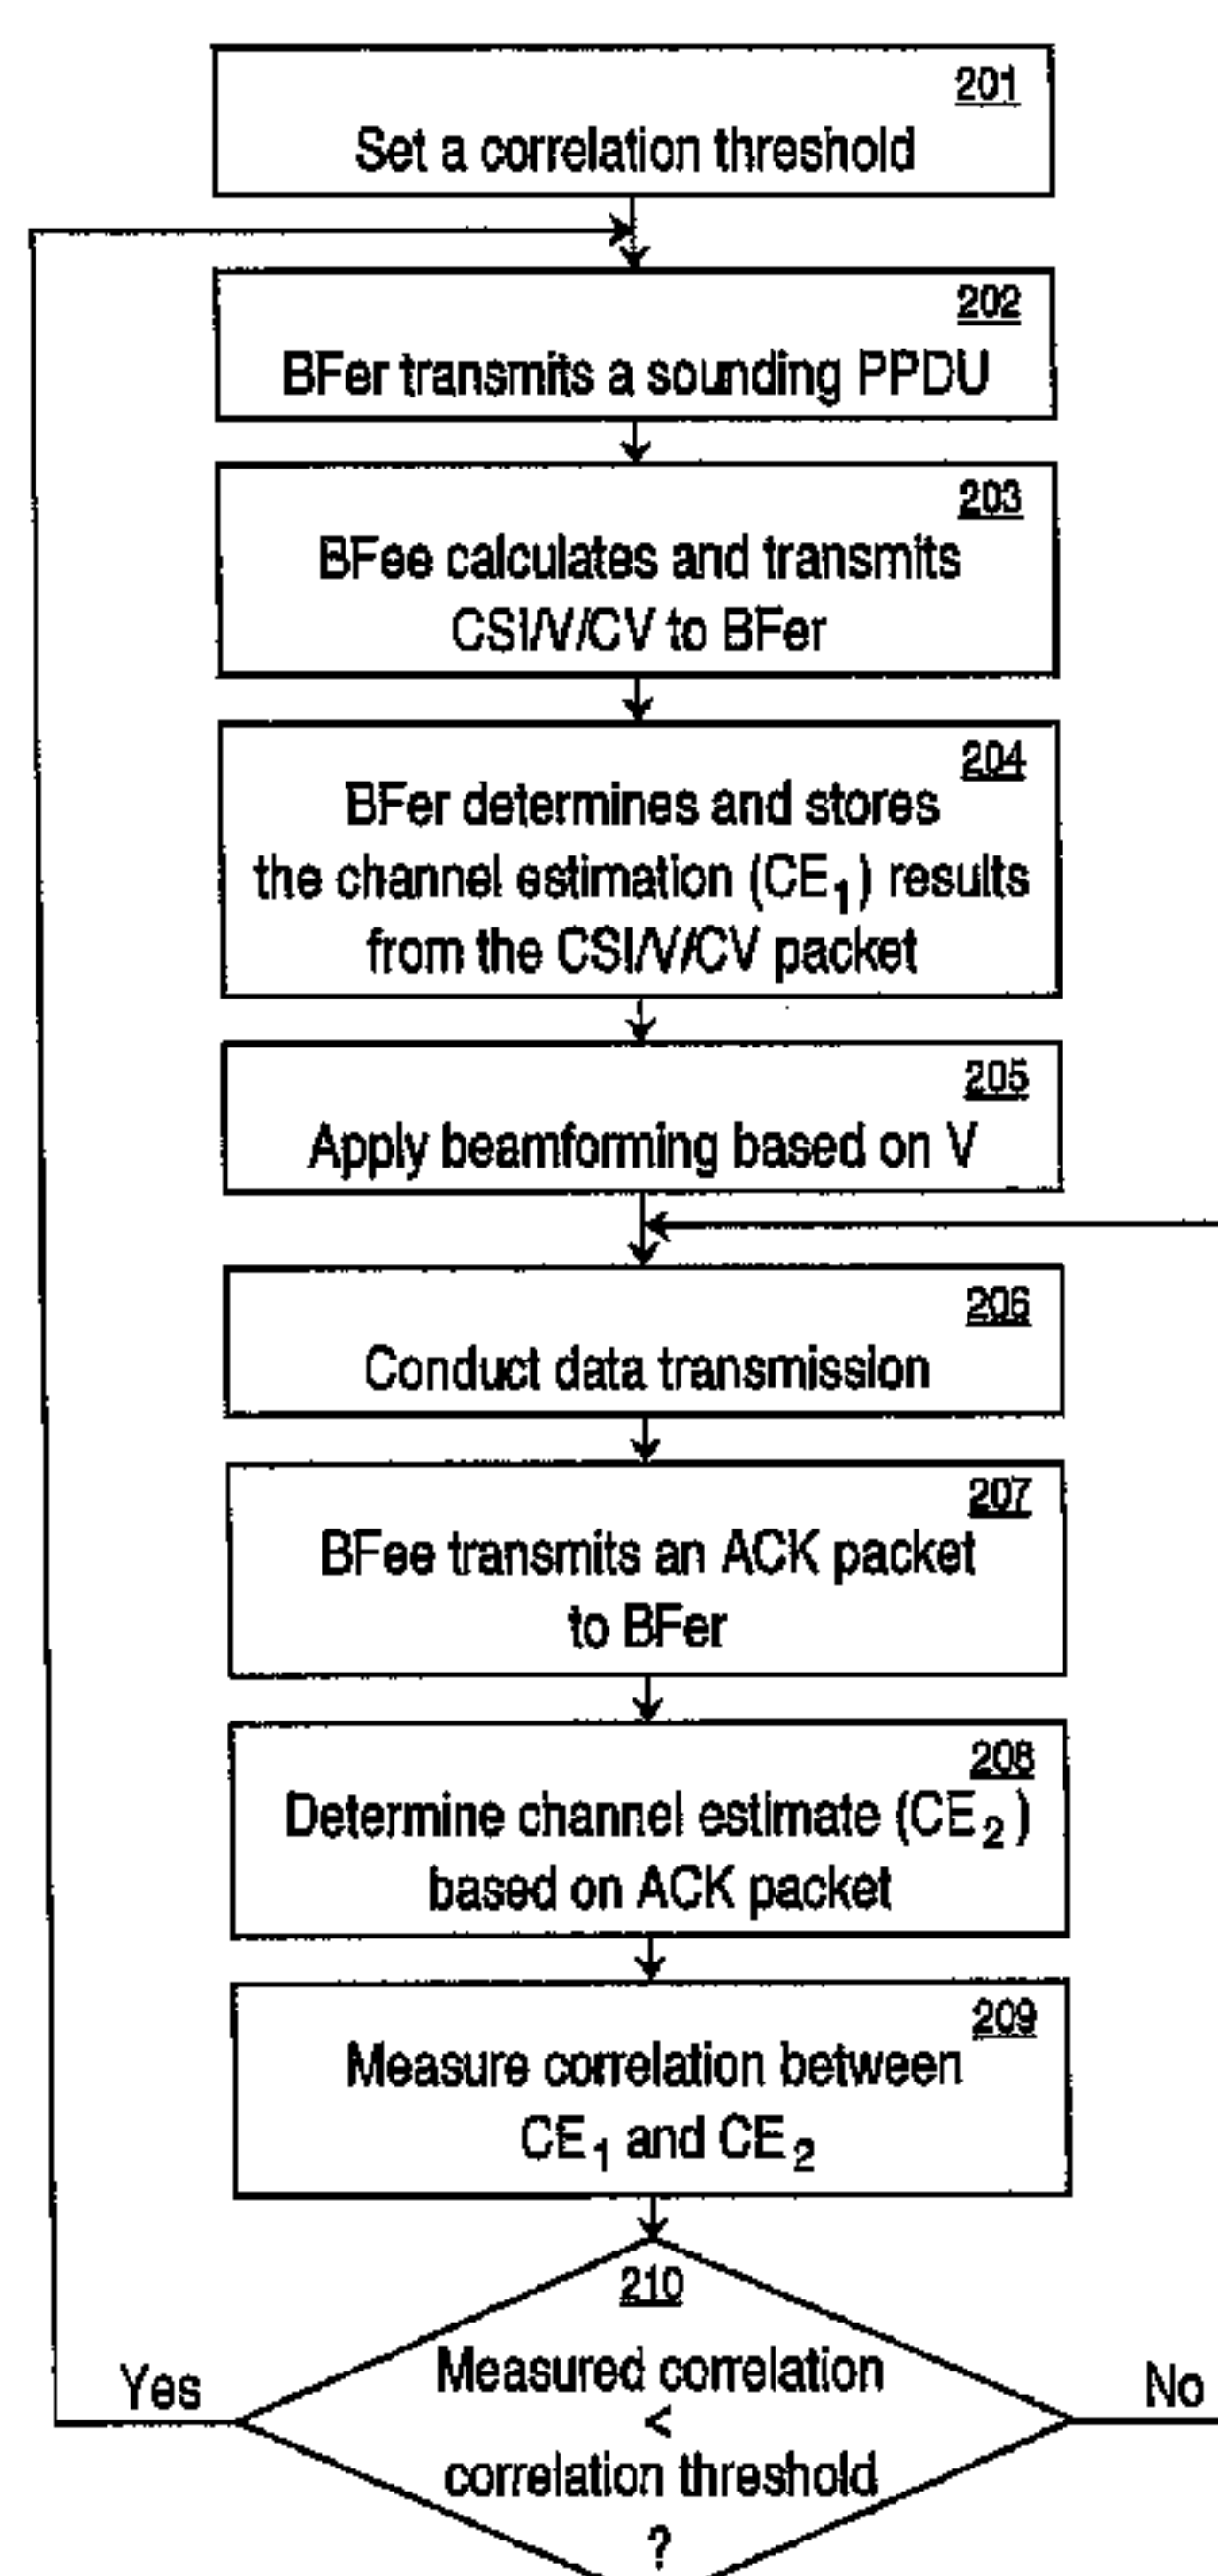 201
Set a correlation threshold
202
BFer transmits a sounding PPDU
203
BFee calculates and transmits
CSI/V/CV to BFer
204
BFer determines and stores
the channel estimation (CE₁) results
from the CSI/V/CV packet
205
Apply beamforming based on V
206
Conduct data transmission
207
BFee transmits an ACK packet
to BFer
208
Determine channel estimate (CE₂)
based on ACK packet
209
Measure correlation between
CE₁ and CE₂
210
Measured correlation
<
correlation threshold
?
Yes
No